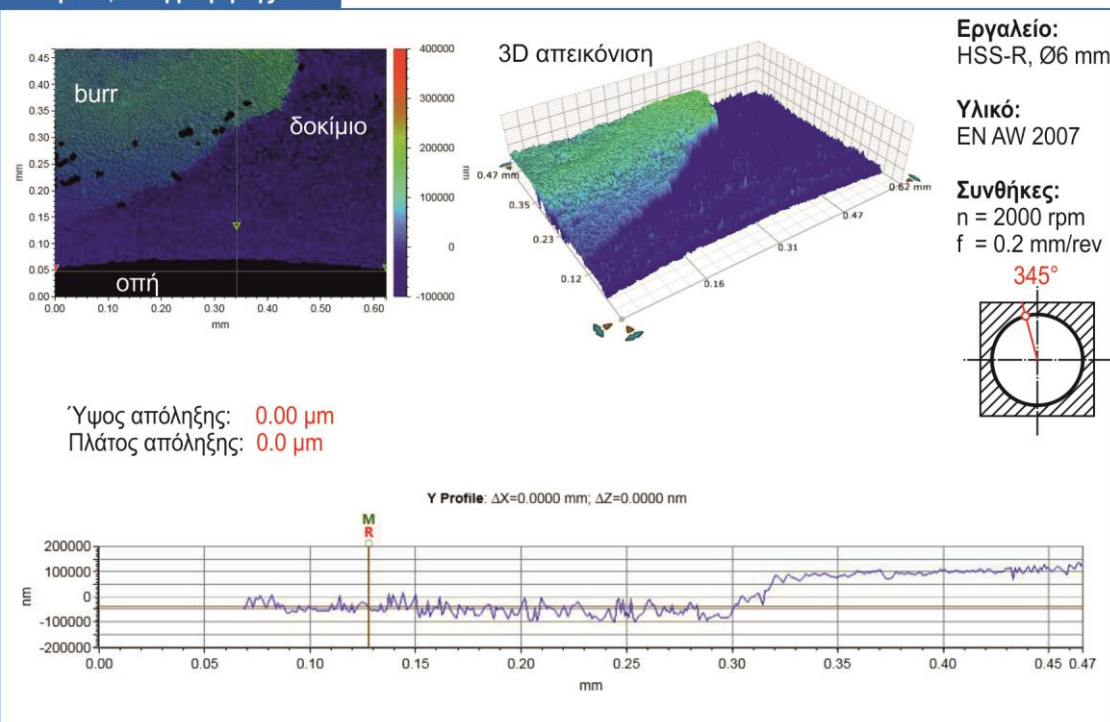 burr
δοκίμιο
οπή
0.45
0.40
0.35
0.30
0.25
0.20
0.15
0.10
0.05
0.00
mm
0.00 0.10 0.20 0.30 0.40 0.50 0.62
mm
400000
300000
200000
100000
0
-100000
nm
3D απεικόνιση
0.47 mm
0.35
0.23
0.12
0.16
0.31
0.47
0.62 mm
Εργαλείο:
HSS-R, Ø6 mm
Υλικό:
EN AW 2007
Συνθήκες:
n = 2000 rpm
f = 0.2 mm/rev
345°
Ύψος απόληξης: 0.00 μm
Πλάτος απόληξης: 0.0 μm
Y Profile: ΔX=0.0000 mm; ΔZ=0.0000 nm
M
R
200000
100000
0
-100000
-200000
nm
0.00 0.05 0.10 0.15 0.20 0.25 0.30 0.35 0.40 0.45 0.47
mm